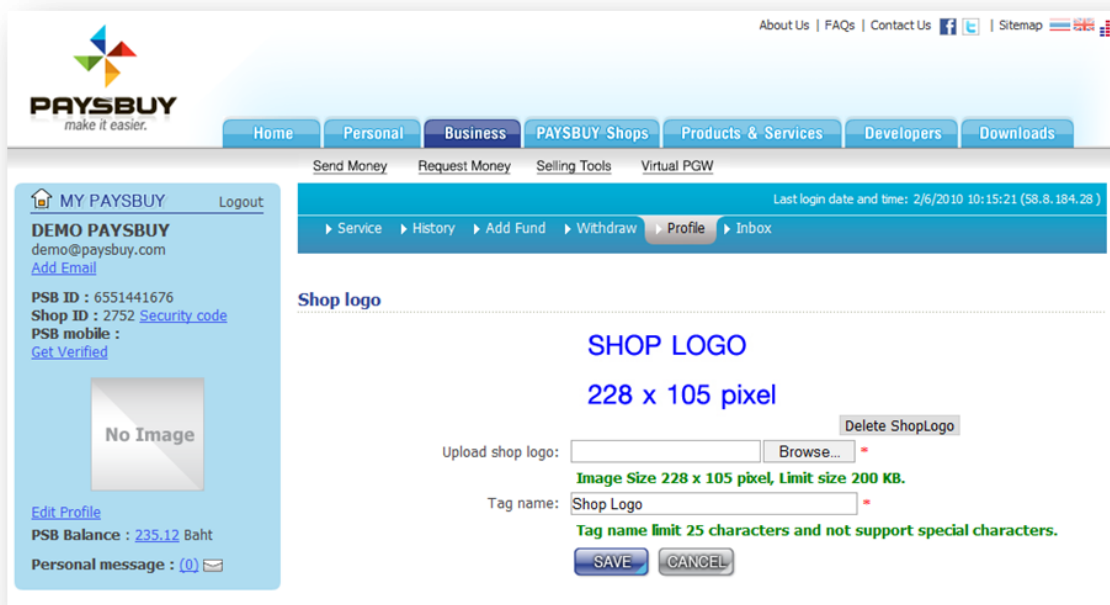 About Us | FAQs | Contact Us | Sitemap
PAYSBUY
make it easier.
Home Personal Business PAYSBUY Shops Products & Services Developers Downloads
Send Money Request Money Selling Tools Virtual PGW
MY PAYSBUY Logout
Last login date and time: 2/6/2010 10:15:21 (58.8.184.28 )
Service History Add Fund Withdraw Profile Inbox
DEMO PAYSBUY
demo@paysbuy.com
Add Email
PSB ID : 6551441676
Shop ID : 2752 Security code
PSB mobile :
Get Verified
No Image
Edit Profile
PSB Balance : 235.12 Baht
Personal message : (0)
Shop logo
SHOP LOGO
228 x 105 pixel
Delete ShopLogo
Upload shop logo: Browse... *
Image Size 228 x 105 pixel, Limit size 200 KB.
Tag name: Shop Logo *
Tag name limit 25 characters and not support special characters.
SAVE CANCEL